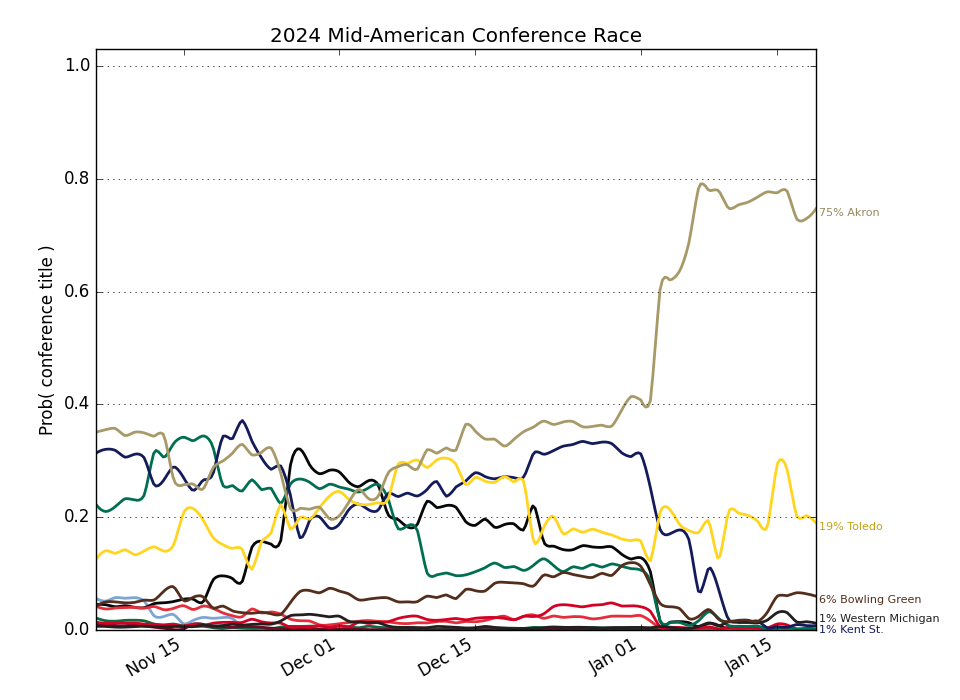 2024 Mid-American Conference Race
Prob( conference title )
1.0
0.8
0.6
0.4
0.2
0.0
Nov 15
Dec 01
Dec 15
Jan 01
Jan 15
75% Akron
19% Toledo
6% Bowling Green
1% Western Michigan
1% Kent St.